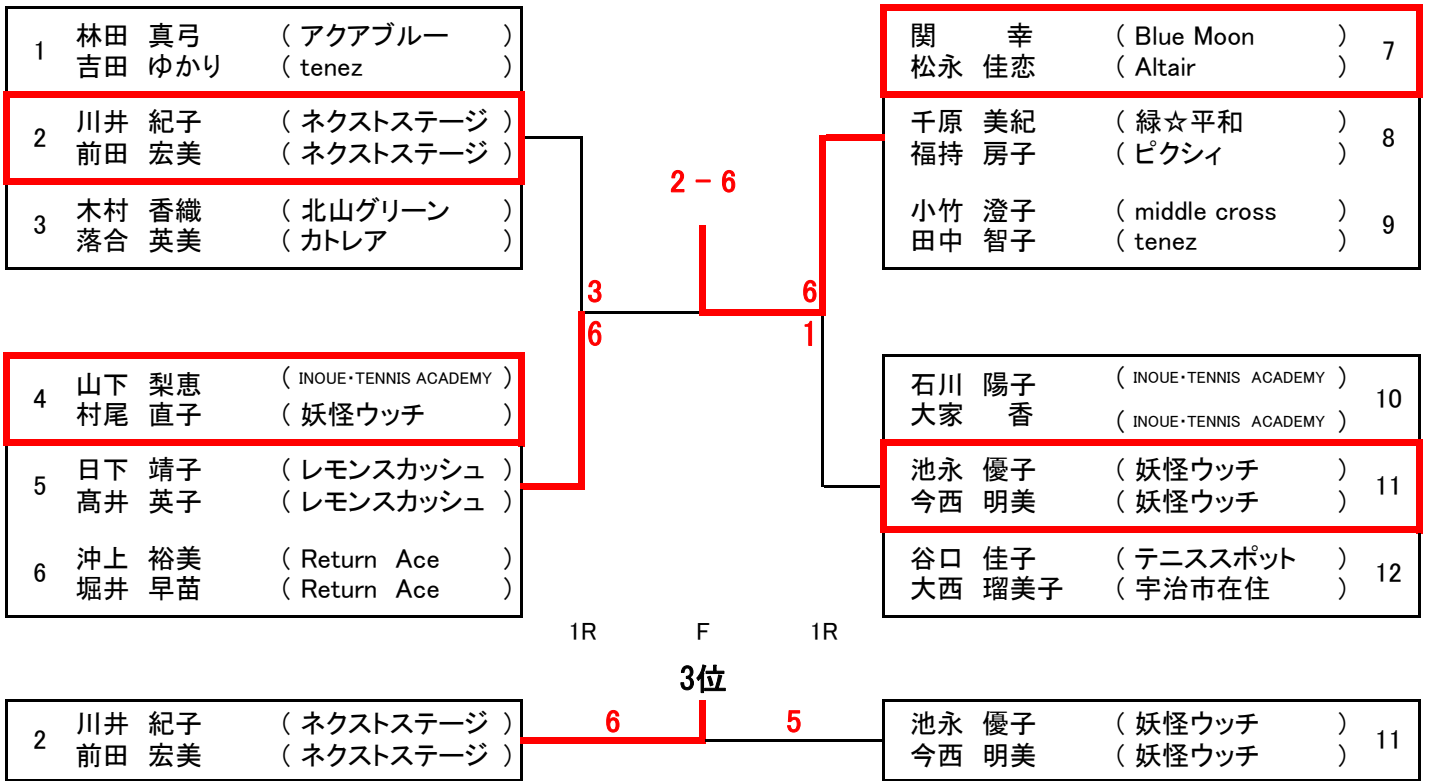 1 林田 真弓 ( アクアブルー )
吉田 ゆかり ( tenez )
2 川井 紀子 ( ネクストステージ )
前田 宏美 ( ネクストステージ )
3 木村 香織 ( 北山グリーン )
落合 英美 ( カトレア )
4 山下 梨恵 ( INOUE・TENNIS ACADEMY )
村尾 直子 ( 妖怪ウッチ )
5 日下 靖子 ( レモンスカッシュ )
髙井 英子 ( レモンスカッシュ )
6 沖上 裕美 ( Return Ace )
堀井 早苗 ( Return Ace )
2 − 6
3
6
6
1
関 幸 ( Blue Moon ) 7
松永 佳恋 ( Altair )
千原 美紀 ( 緑☆平和 ) 8
福持 房子 ( ピクシィ )
小竹 澄子 ( middle cross ) 9
田中 智子 ( tenez )
石川 陽子 ( INOUE・TENNIS ACADEMY ) 10
大家 香 ( INOUE・TENNIS ACADEMY )
池永 優子 ( 妖怪ウッチ ) 11
今西 明美 ( 妖怪ウッチ )
谷口 佳子 ( テニススポット ) 12
大西 瑠美子 ( 宇治市在住 )
1R F 1R
3位
2 川井 紀子 ( ネクストステージ )
前田 宏美 ( ネクストステージ )
6 5
池永 優子 ( 妖怪ウッチ ) 11
今西 明美 ( 妖怪ウッチ )